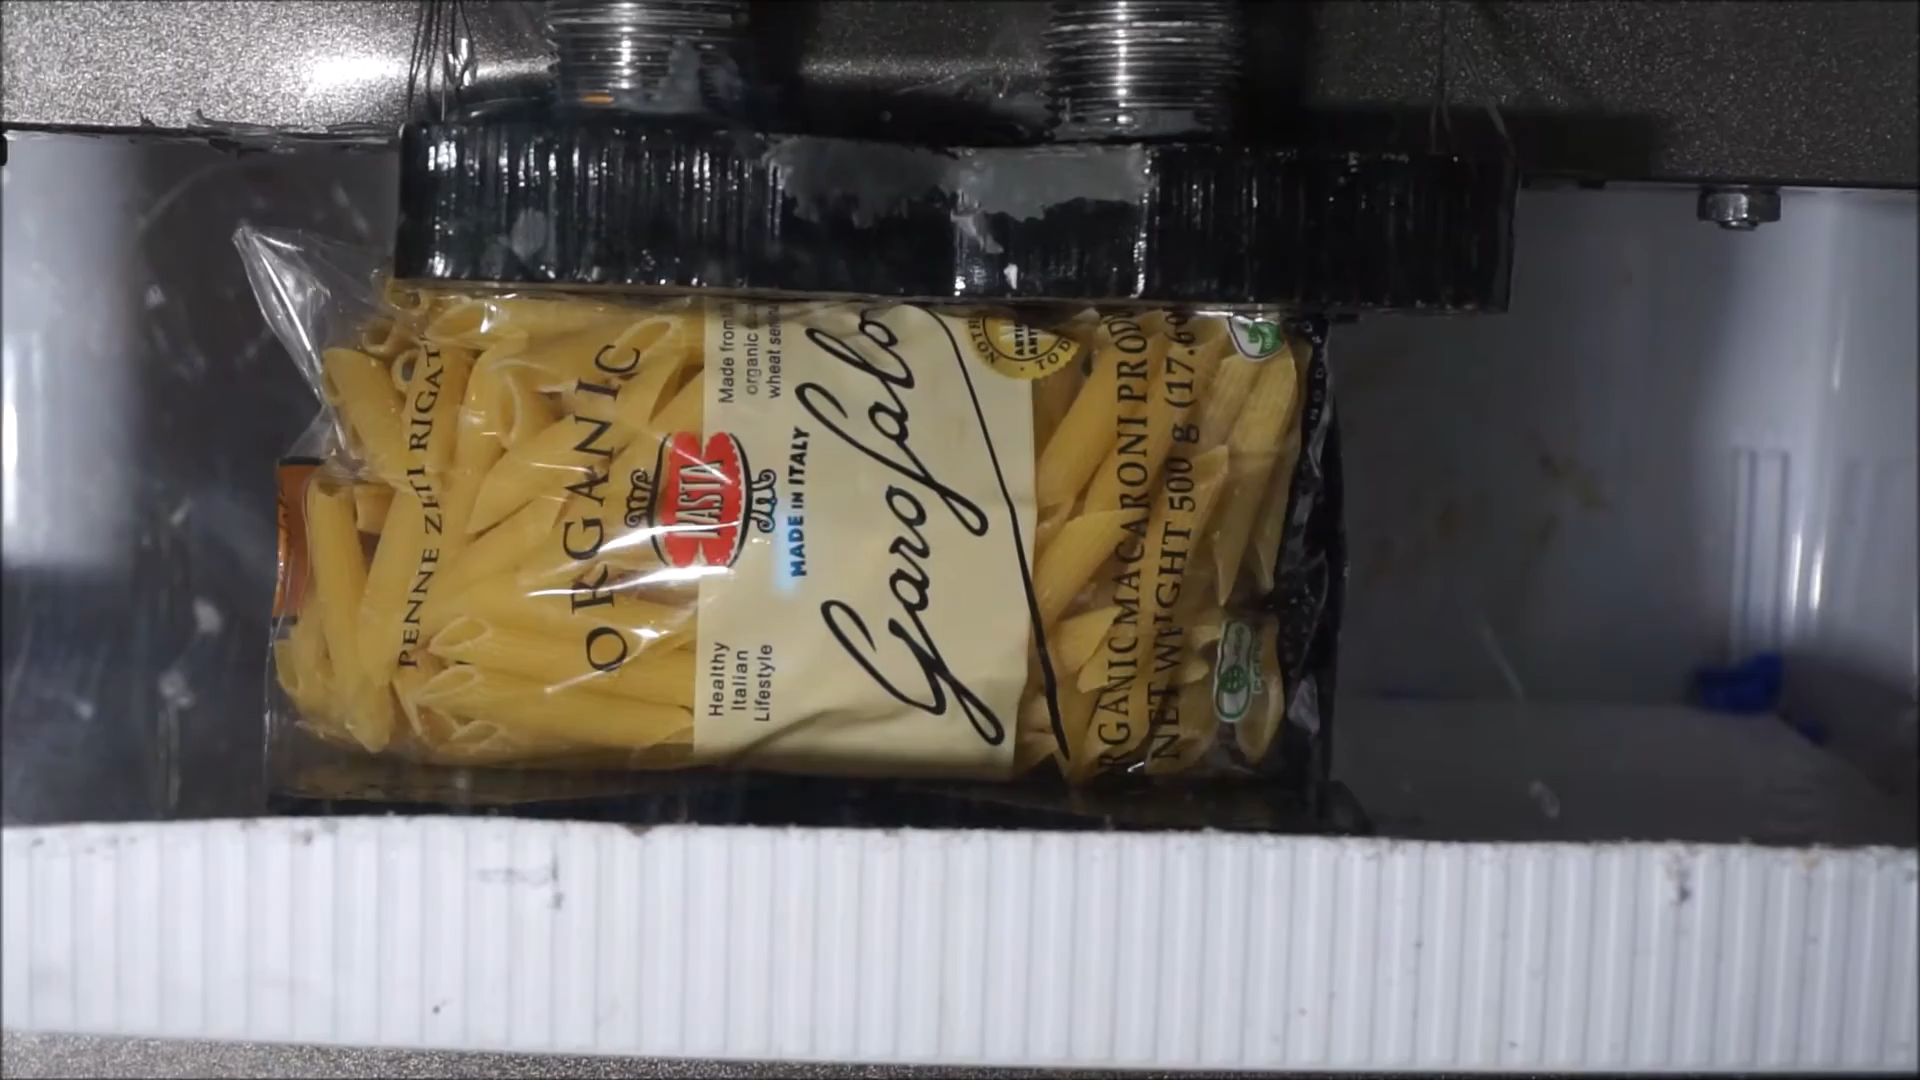 PENNE ZITI RIGATE
ORGANIC
PASTA
Made from
organic
wheat
MADE IN ITALY
Healthy
Italian
Lifestyle
Garofalo
TO D
ORGANIC MACARONI PROD
NET WEIGHT 500 g (17.6